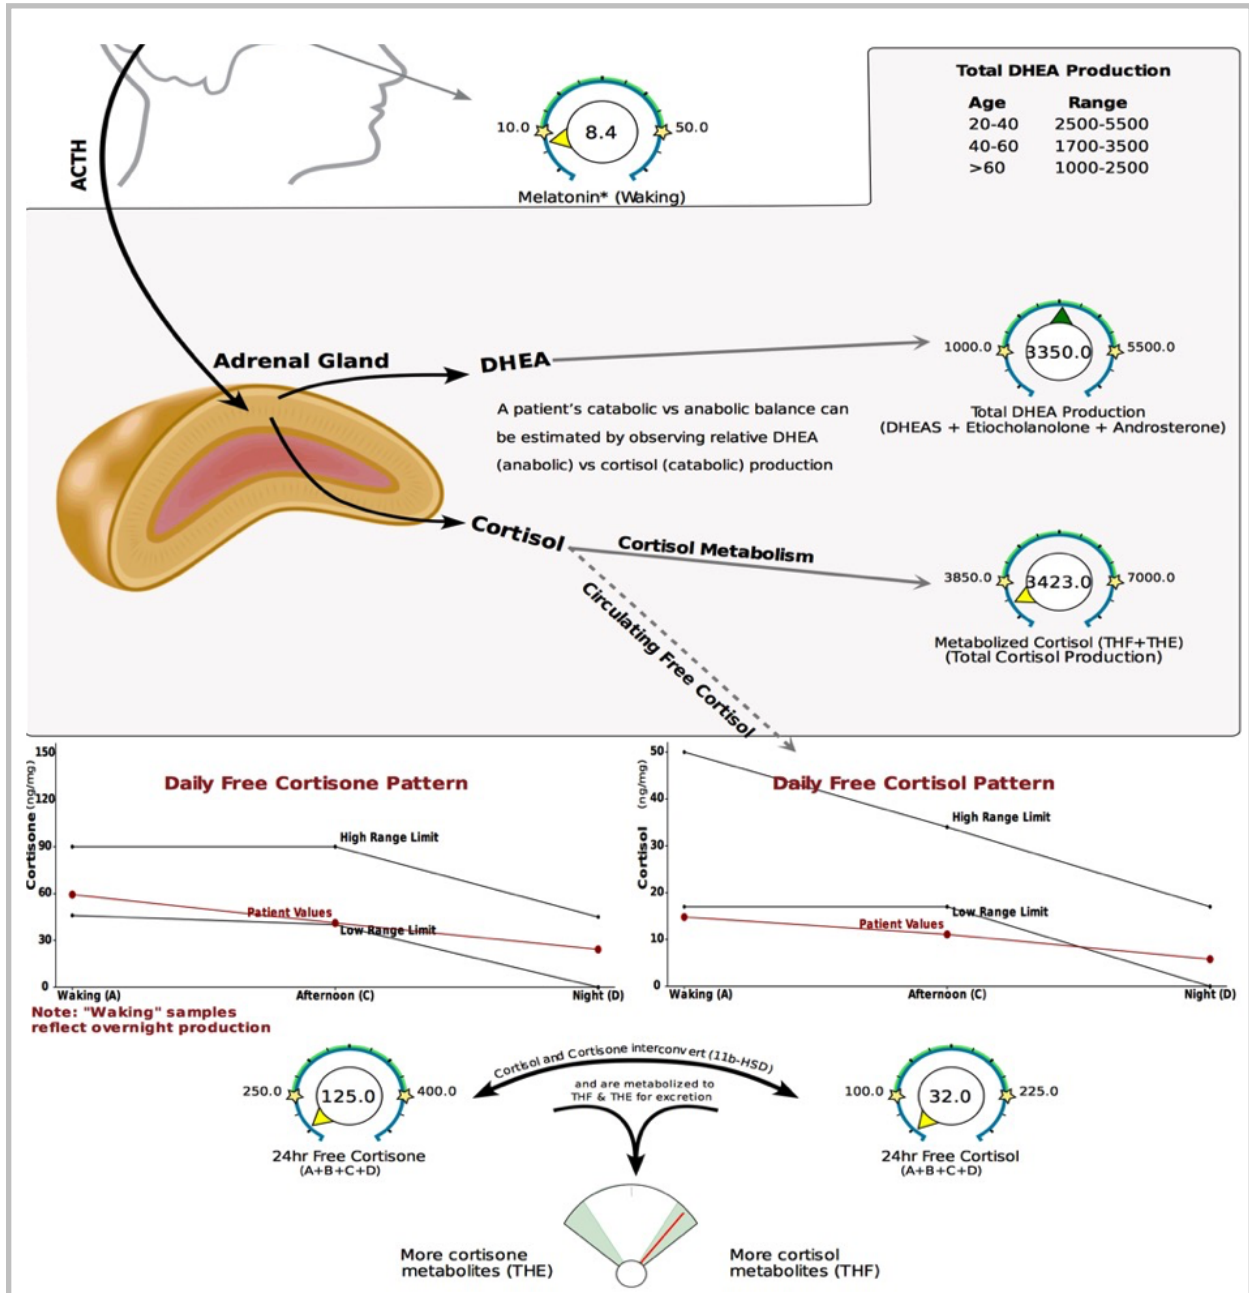 ACTH
10.0
8.4
50.0
Melatonin* (Waking)
Total DHEA Production
Age Range
20-40 2500-5500
40-60 1700-3500
>60 1000-2500
Adrenal Gland
DHEA
1000.0
3350.0
5500.0
Total DHEA Production
(DHEAS + Etiocholanolone + Androsterone)
A patient's catabolic vs anabolic balance can
be estimated by observing relative DHEA
(anabolic) vs cortisol (catabolic) production
Cortisol
Cortisol Metabolism
Circulating Free Cortisol
3850.0
3423.0
7000.0
Metabolized Cortisol (THF+THE)
(Total Cortisol Production)
Daily Free Cortisone Pattern
Cortisone (ng/mg)
150
120
90
60
30
0
High Range Limit
Patient Values
Low Range Limit
Waking (A)
Afternoon (C)
Night (D)
Note: "Waking" samples
reflect overnight production
Daily Free Cortisol Pattern
Cortisol (ng/mg)
50
40
30
20
10
0
High Range Limit
Low Range Limit
Patient Values
Waking (A)
Afternoon (C)
Night (D)
250.0
125.0
400.0
24hr Free Cortisone
(A+B+C+D)
Cortisol and Cortisone interconvert (11b-HSD)
and are metabolized to
THF & THE for excretion
100.0
32.0
225.0
24hr Free Cortisol
(A+B+C+D)
More cortisone
metabolites (THE)
More cortisol
metabolites (THF)